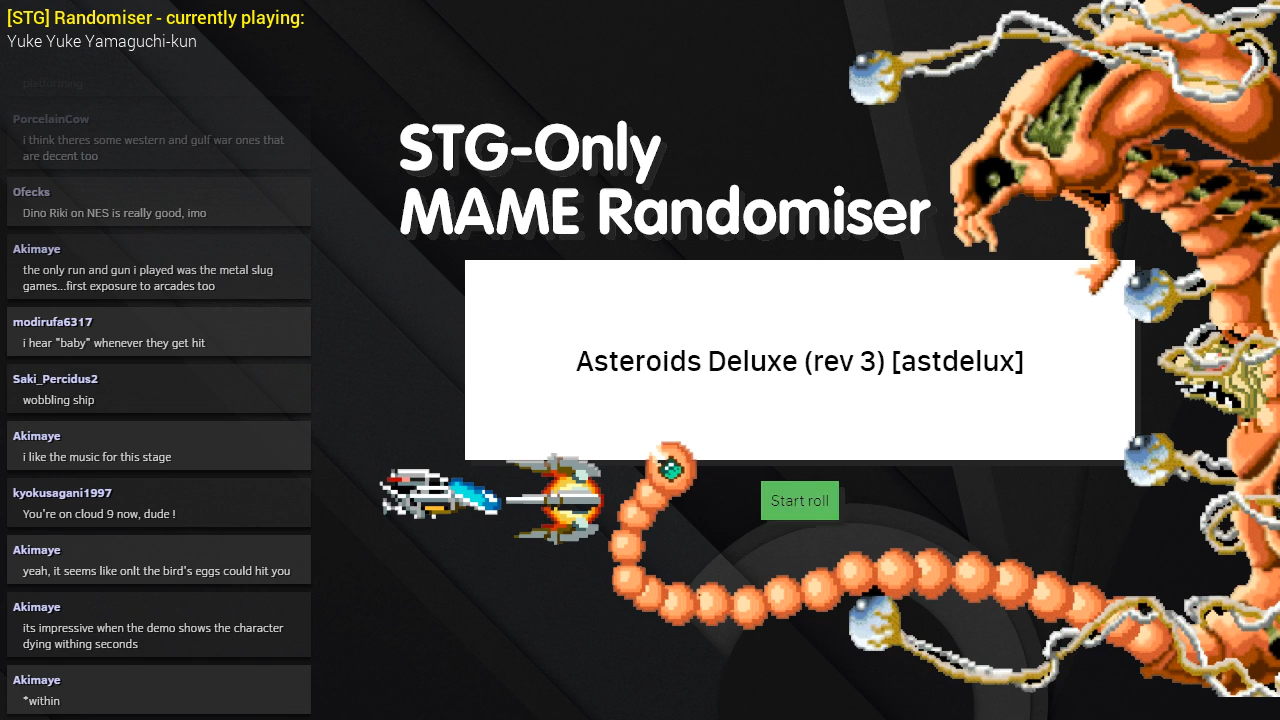 [STG] Randomiser - currently playing:
Yuke Yuke Yamaguchi-kun
platforming
PorcelainCow
i think theres some western and gulf war ones that
are decent too
Ofecks
Dino Riki on NES is really good, imo
Akimaye
the only run and gun i played was the metal slug
games...first exposure to arcades too
modirufa6317
i hear "baby" whenever they get hit
Saki_Percidus2
wobbling ship
Akimaye
i like the music for this stage
kyokusagani1997
You're on cloud 9 now, dude !
Akimaye
yeah, it seems like onlt the bird's eggs could hit you
Akimaye
its impressive when the demo shows the character
dying withing seconds
Akimaye
*within
STG-Only
MAME Randomiser
Asteroids Deluxe (rev 3) [astdelux]
Start roll